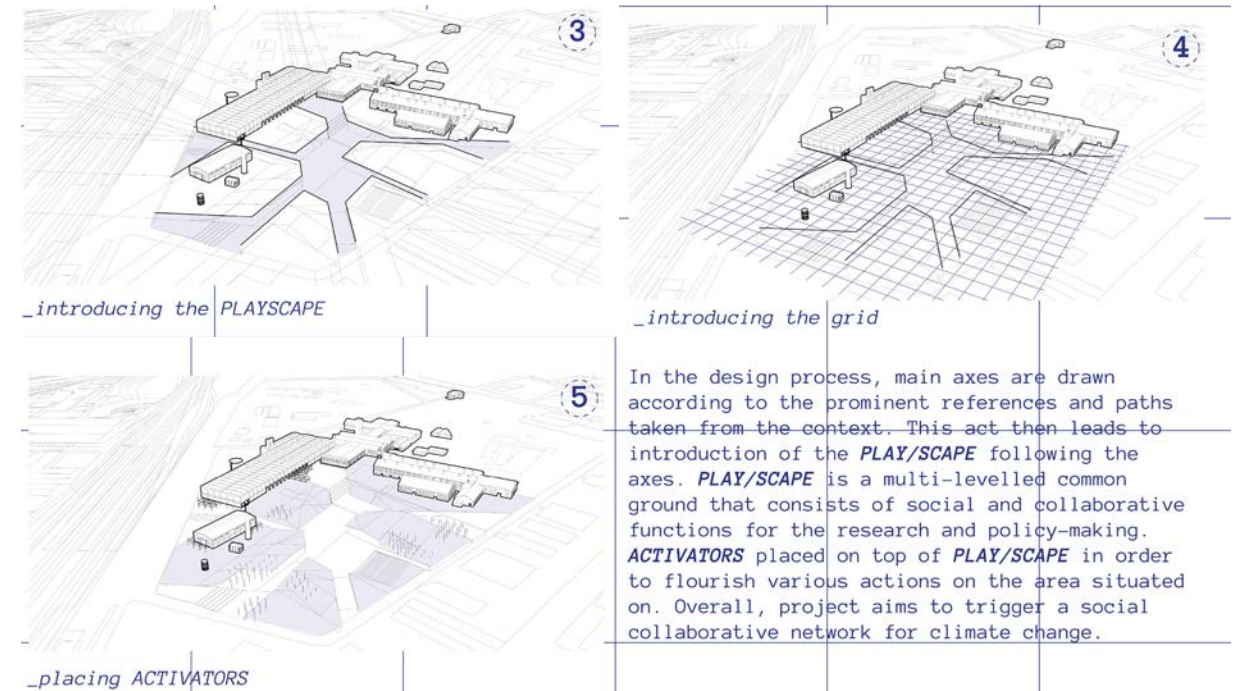 3
_introducing the PLAYSCAPE
4
_introducing the grid
5
_placing ACTIVATORS
In the design process, main axes are drawn
according to the prominent references and paths
taken from the context. This act then leads to
introduction of the PLAY/SCAPE following the
axes. PLAY/SCAPE is a multi-levelled common
ground that consists of social and collaborative
functions for the research and policy-making.
ACTIVATORS placed on top of PLAY/SCAPE in order
to flourish various actions on the area situated
on. Overall, project aims to trigger a social
collaborative network for climate change.